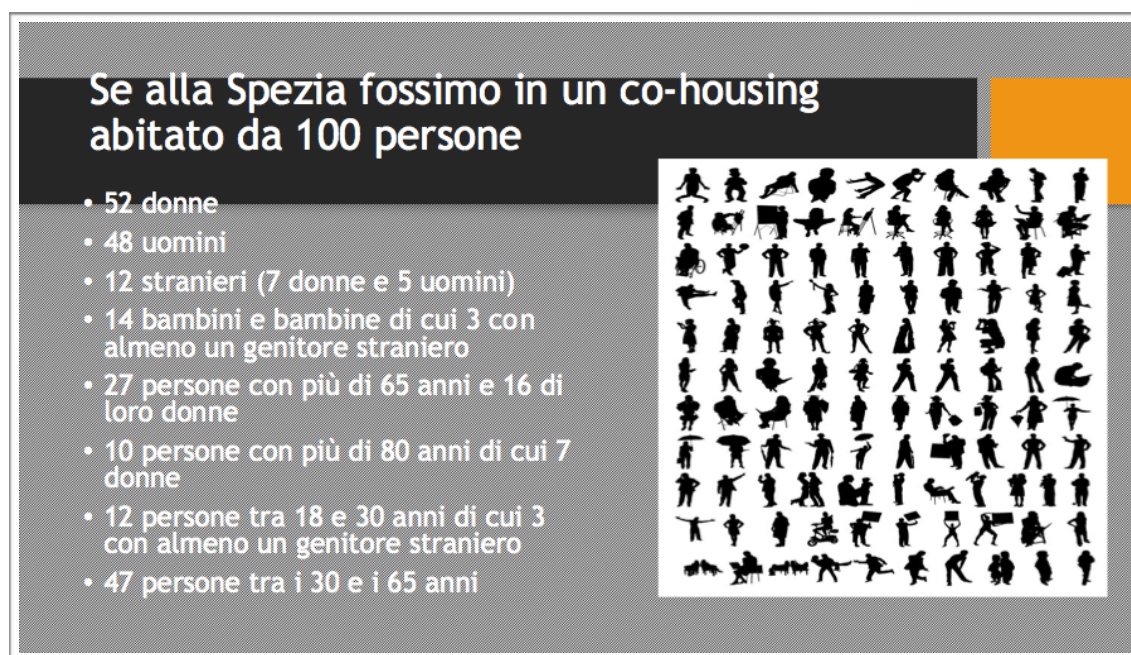 Se alla Spezia fossimo in un co-housing
abitato da 100 persone
• 52 donne
• 48 uomini
• 12 stranieri (7 donne e 5 uomini)
• 14 bambini e bambine di cui 3 con
almeno un genitore straniero
• 27 persone con più di 65 anni e 16 di
loro donne
• 10 persone con più di 80 anni di cui 7
donne
• 12 persone tra 18 e 30 anni di cui 3
con almeno un genitore straniero
• 47 persone tra i 30 e i 65 anni